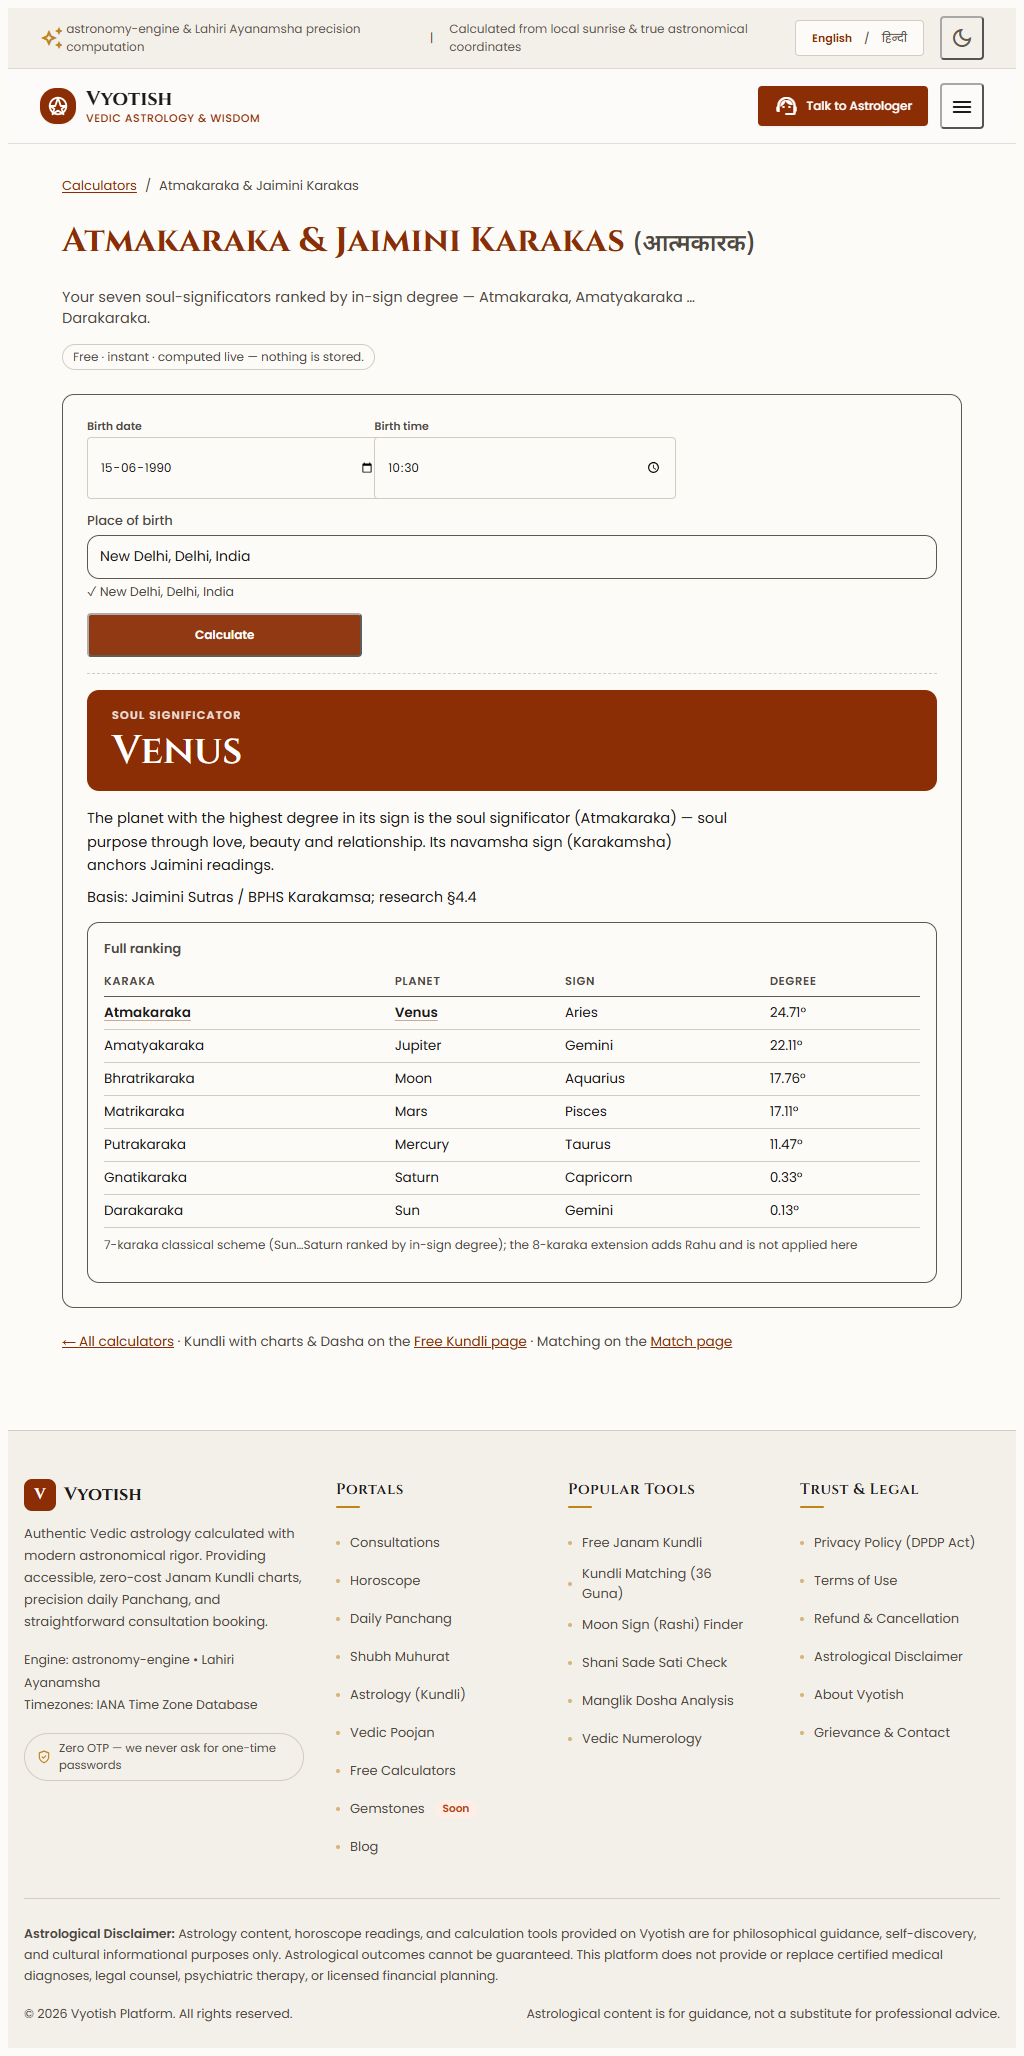 astronomy-engine & Lahiri Ayanamsha precision computation | Calculated from local sunrise & true astronomical coordinates
English / हिन्दी
VYOTISH
VEDIC ASTROLOGY & WISDOM
Talk to Astrologer
Calculators / Atmakaraka & Jaimini Karakas
ATMAKARAKA & JAIMINI KARAKAS (आत्मकारक)
Your seven soul-significators ranked by in-sign degree — Atmakaraka, Amatyakaraka …
Darakaraka.
Free · instant · computed live — nothing is stored.
Birth date Birth time
15-06-1990 10:30
Place of birth
New Delhi, Delhi, India
✓ New Delhi, Delhi, India
Calculate
SOUL SIGNIFICATOR
VENUS
The planet with the highest degree in its sign is the soul significator (Atmakaraka) — soul
purpose through love, beauty and relationship. Its navamsha sign (Karakamsha)
anchors Jaimini readings.
Basis: Jaimini Sutras / BPHS Karakamsa; research §4.4
Full ranking
KARAKA PLANET SIGN DEGREE
Atmakaraka Venus Aries 24.71°
Amatyakaraka Jupiter Gemini 22.11°
Bhratrikaraka Moon Aquarius 17.76°
Matrikaraka Mars Pisces 17.11°
Putrakaraka Mercury Taurus 11.47°
Gnatikaraka Saturn Capricorn 0.33°
Darakaraka Sun Gemini 0.13°
7-karaka classical scheme (Sun…Saturn ranked by in-sign degree); the 8-karaka extension adds Rahu and is not applied here
← All calculators · Kundli with charts & Dasha on the Free Kundli page · Matching on the Match page
V VYOTISH
Authentic Vedic astrology calculated with
modern astronomical rigor. Providing
accessible, zero-cost Janam Kundli charts,
precision daily Panchang, and
straightforward consultation booking.
Engine: astronomy-engine • Lahiri
Ayanamsha
Timezones: IANA Time Zone Database
Zero OTP — we never ask for one-time
passwords
PORTALS
Consultations
Horoscope
Daily Panchang
Shubh Muhurat
Astrology (Kundli)
Vedic Poojan
Free Calculators
Gemstones Soon
Blog
POPULAR TOOLS
Free Janam Kundli
Kundli Matching (36
Guna)
Moon Sign (Rashi) Finder
Shani Sade Sati Check
Manglik Dosha Analysis
Vedic Numerology
TRUST & LEGAL
Privacy Policy (DPDP Act)
Terms of Use
Refund & Cancellation
Astrological Disclaimer
About Vyotish
Grievance & Contact
Astrological Disclaimer: Astrology content, horoscope readings, and calculation tools provided on Vyotish are for philosophical guidance, self-discovery,
and cultural informational purposes only. Astrological outcomes cannot be guaranteed. This platform does not provide or replace certified medical
diagnoses, legal counsel, psychiatric therapy, or licensed financial planning.
© 2026 Vyotish Platform. All rights reserved.
Astrological content is for guidance, not a substitute for professional advice.